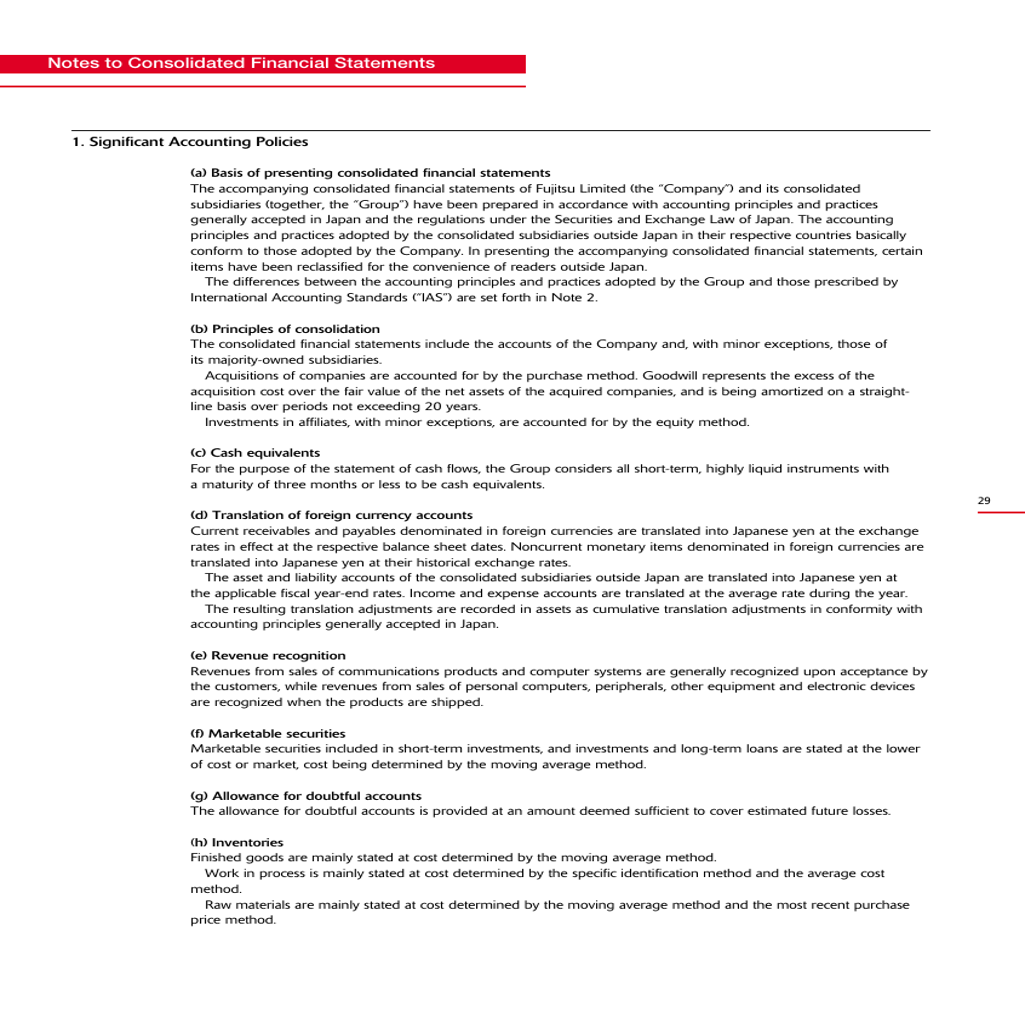 Notes to Consolidated Financial Statements
1. Significant Accounting Policies
(a) Basis of presenting consolidated financial statements
The accompanying consolidated financial statements of Fujitsu Limited (the “Company”) and its consolidated
subsidiaries (together, the “Group”) have been prepared in accordance with accounting principles and practices
generally accepted in Japan and the regulations under the Securities and Exchange Law of Japan. The accounting
principles and practices adopted by the consolidated subsidiaries outside Japan in their respective countries basically
conform to those adopted by the Company. In presenting the accompanying consolidated financial statements, certain
items have been reclassified for the convenience of readers outside Japan.
The differences between the accounting principles and practices adopted by the Group and those prescribed by
International Accounting Standards (“IAS”) are set forth in Note 2.
(b) Principles of consolidation
The consolidated financial statements include the accounts of the Company and, with minor exceptions, those of
its majority-owned subsidiaries.
Acquisitions of companies are accounted for by the purchase method. Goodwill represents the excess of the
acquisition cost over the fair value of the net assets of the acquired companies, and is being amortized on a straight-
line basis over periods not exceeding 20 years.
Investments in affiliates, with minor exceptions, are accounted for by the equity method.
(c) Cash equivalents
For the purpose of the statement of cash flows, the Group considers all short-term, highly liquid instruments with
a maturity of three months or less to be cash equivalents.
29
(d) Translation of foreign currency accounts
Current receivables and payables denominated in foreign currencies are translated into Japanese yen at the exchange
rates in effect at the respective balance sheet dates. Noncurrent monetary items denominated in foreign currencies are
translated into Japanese yen at their historical exchange rates.
The asset and liability accounts of the consolidated subsidiaries outside Japan are translated into Japanese yen at
the applicable fiscal year-end rates. Income and expense accounts are translated at the average rate during the year.
The resulting translation adjustments are recorded in assets as cumulative translation adjustments in conformity with
accounting principles generally accepted in Japan.
(e) Revenue recognition
Revenues from sales of communications products and computer systems are generally recognized upon acceptance by
the customers, while revenues from sales of personal computers, peripherals, other equipment and electronic devices
are recognized when the products are shipped.
(f) Marketable securities
Marketable securities included in short-term investments, and investments and long-term loans are stated at the lower
of cost or market, cost being determined by the moving average method.
(g) Allowance for doubtful accounts
The allowance for doubtful accounts is provided at an amount deemed sufficient to cover estimated future losses.
(h) Inventories
Finished goods are mainly stated at cost determined by the moving average method.
Work in process is mainly stated at cost determined by the specific identification method and the average cost
method.
Raw materials are mainly stated at cost determined by the moving average method and the most recent purchase
price method.